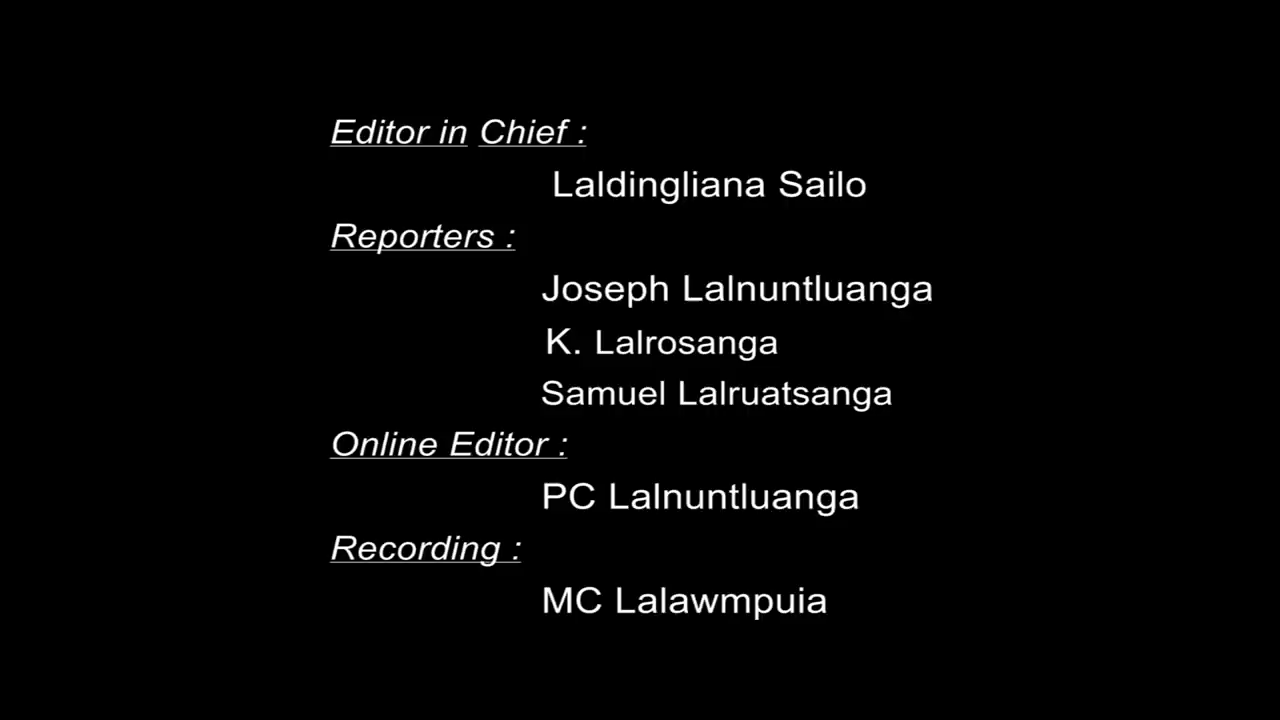 Editor in Chief :
Laldingliana Sailo
Reporters :
Joseph Lalnuntluanga
K. Lalrosanga
Samuel Lalruatsanga
Online Editor :
PC Lalnuntluanga
Recording :
MC Lalawmpuia